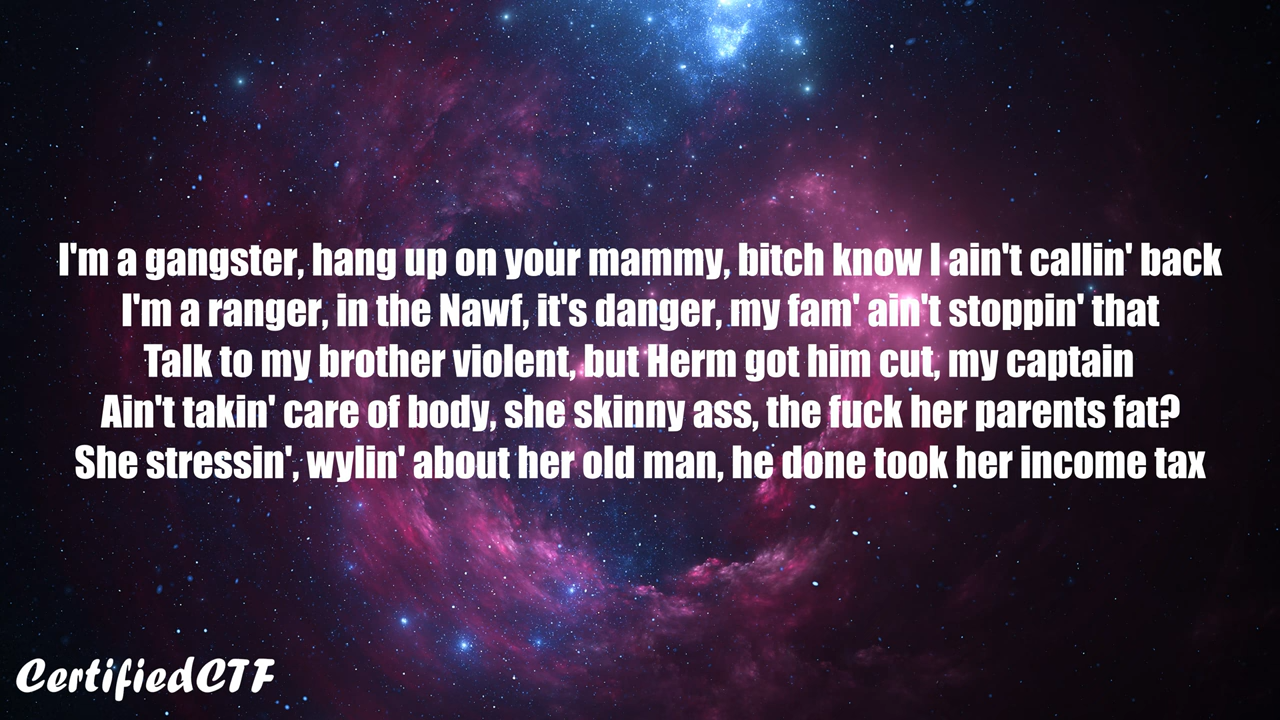 I'm a gangster, hang up on your mammy, bitch know I ain't callin' back
I'm a ranger, in the Nawf, it's danger, my fam' ain't stoppin' that
Talk to my brother violent, but Herm got him cut, my captain
Ain't takin' care of body, she skinny ass, the fuck her parents fat?
She stressin', wylin' about her old man, he done took her income tax
CertifiedCTF